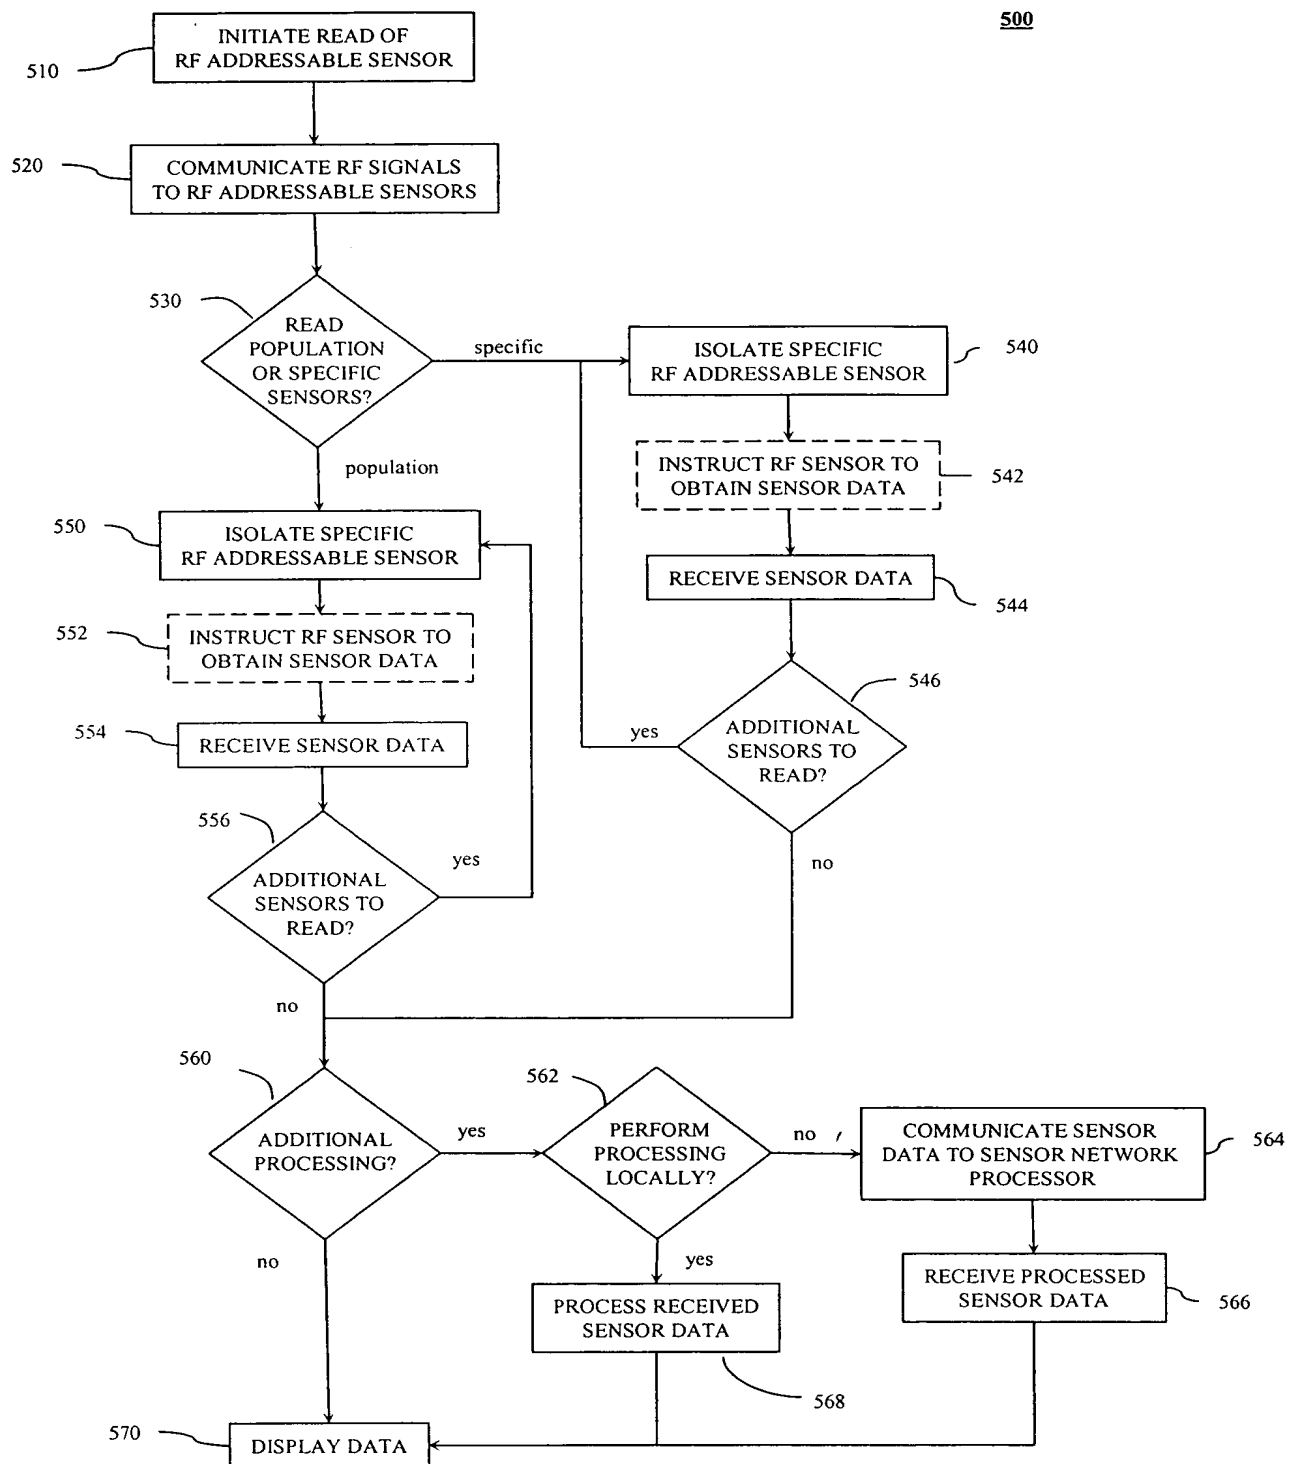 500
INITIATE READ OF
RF ADDRESSABLE SENSOR
510
COMMUNICATE RF SIGNALS
TO RF ADDRESSABLE SENSORS
520
530
READ
POPULATION
OR SPECIFIC
SENSORS?
specific
population
ISOLATE SPECIFIC
RF ADDRESSABLE SENSOR
540
INSTRUCT RF SENSOR TO
OBTAIN SENSOR DATA
542
RECEIVE SENSOR DATA
544
546
ADDITIONAL
SENSORS TO
READ?
yes
no
550
ISOLATE SPECIFIC
RF ADDRESSABLE SENSOR
552
INSTRUCT RF SENSOR TO
OBTAIN SENSOR DATA
554
RECEIVE SENSOR DATA
556
ADDITIONAL
SENSORS TO
READ?
yes
no
560
ADDITIONAL
PROCESSING?
yes
no
562
PERFORM
PROCESSING
LOCALLY?
no
yes
COMMUNICATE SENSOR
DATA TO SENSOR NETWORK
PROCESSOR
564
RECEIVE PROCESSED
SENSOR DATA
566
PROCESS RECEIVED
SENSOR DATA
568
570
DISPLAY DATA